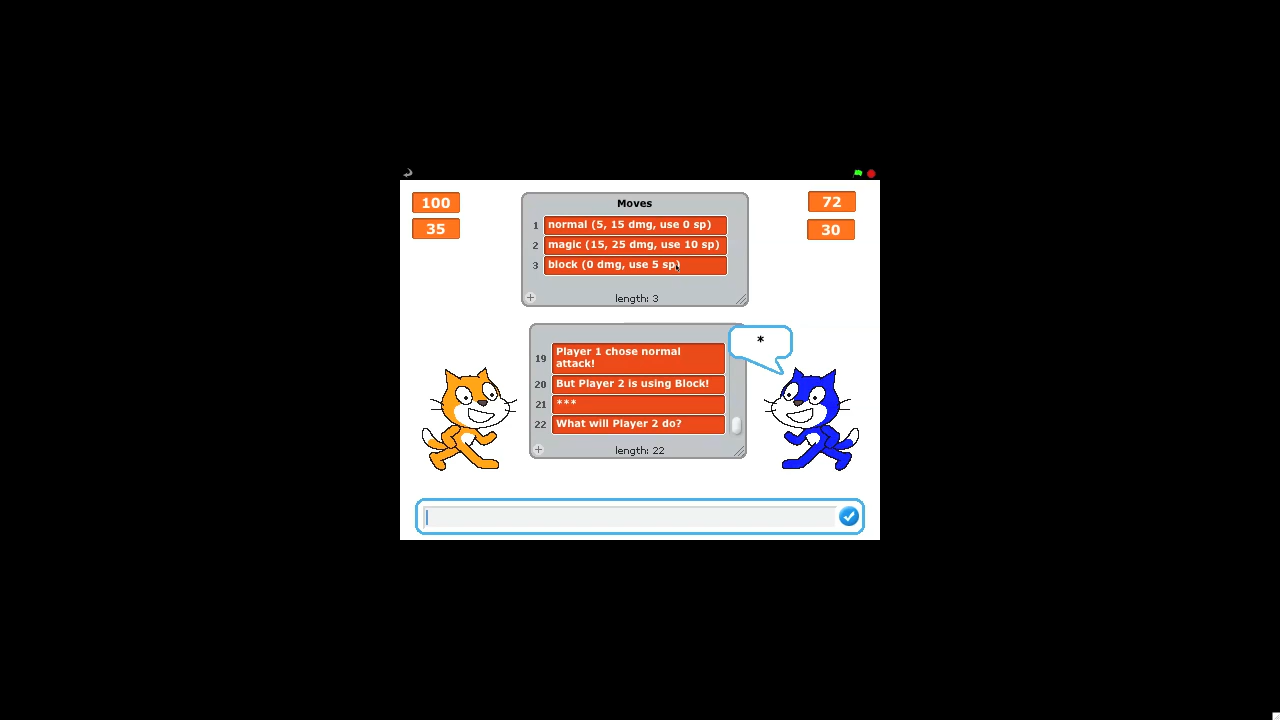 100
35
72
30
Moves
1 normal (5, 15 dmg, use 0 sp)
2 magic (15, 25 dmg, use 10 sp)
3 block (0 dmg, use 5 sp)
+ length: 3
*
19 Player 1 chose normal
attack!
20 But Player 2 is using Block!
21 ***
22 What will Player 2 do?
+ length: 22